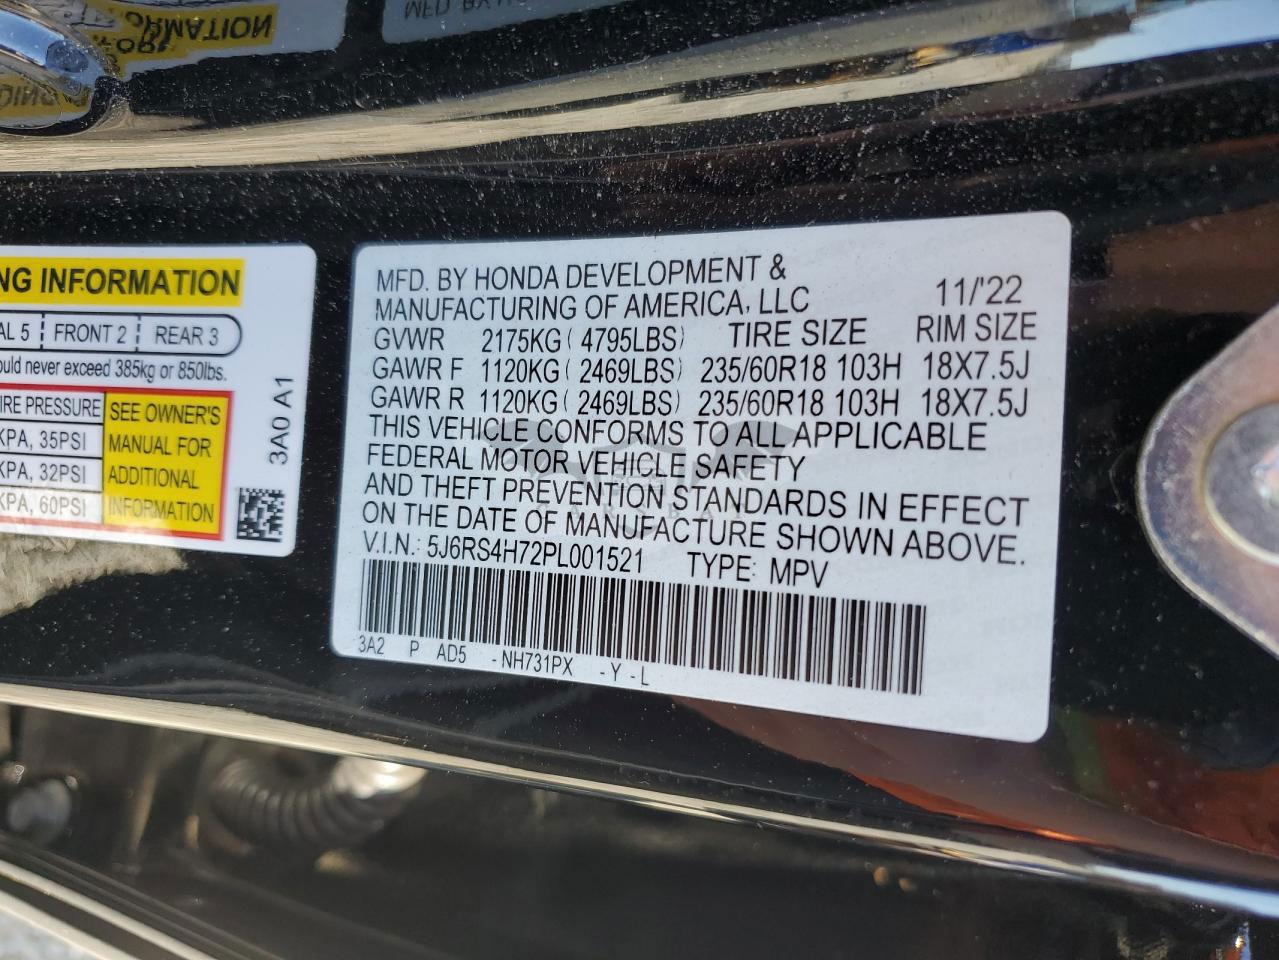 NG INFORMATION
AL 5 FRONT 2 REAR 3
ould never exceed 385kg or 850lbs.
IRE PRESSURE
KPA, 35PSI
KPA, 32PSI
KPA, 60PSI
SEE OWNER'S
MANUAL FOR
ADDITIONAL
INFORMATION
3A0 A1
MFD. BY HONDA DEVELOPMENT &
MANUFACTURING OF AMERICA, LLC 11/'22
GVWR 2175KG ( 4795LBS) TIRE SIZE RIM SIZE
GAWR F 1120KG ( 2469LBS) 235/60R18 103H 18X7.5J
GAWR R 1120KG ( 2469LBS) 235/60R18 103H 18X7.5J
THIS VEHICLE CONFORMS TO ALL APPLICABLE
FEDERAL MOTOR VEHICLE SAFETY
AND THEFT PREVENTION STANDARDS IN EFFECT
ON THE DATE OF MANUFACTURE SHOWN ABOVE.
V.I.N.: 5J6RS4H72PL001521 TYPE: MPV
3A2 P AD5 -NH731PX -Y-L